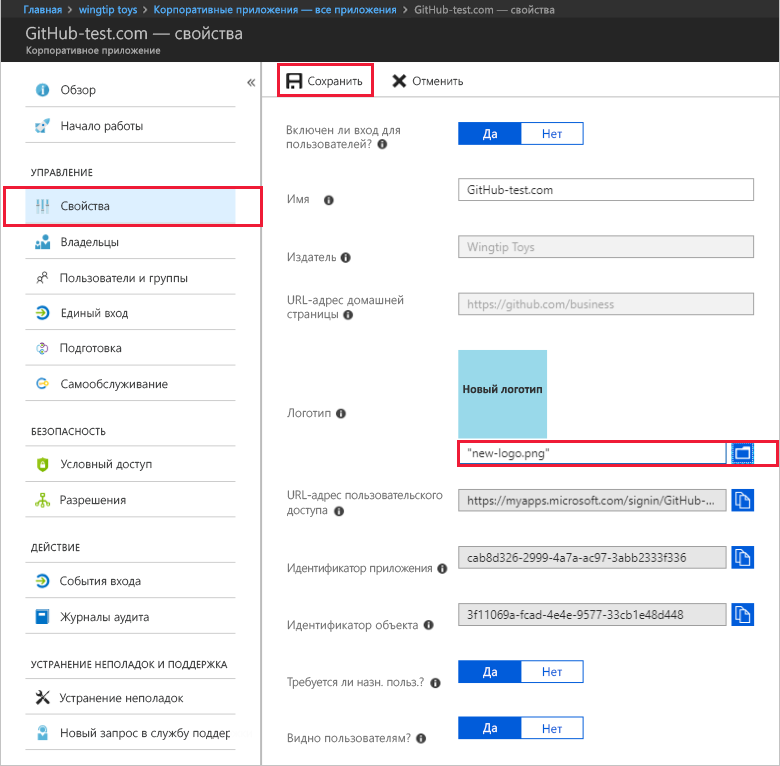 Главная > wingtip toys > Корпоративные приложения — все приложения > GitHub-test.com — свойства
GitHub-test.com — свойства
Корпоративное приложение
«
Обзор
Начало работы
УПРАВЛЕНИЕ
Свойства
Владельцы
Пользователи и группы
Единый вход
Подготовка
Самообслуживание
БЕЗОПАСНОСТЬ
Условный доступ
Разрешения
ДЕЙСТВИЕ
События входа
Журналы аудита
УСТРАНЕНИЕ НЕПОЛАДОК И ПОДДЕРЖКА
Устранение неполадок
Новый запрос в службу поддер
Сохранить Отменить
Включен ли вход для
пользователей? Да Нет
Имя GitHub-test.com
Издатель Wingtip Toys
URL-адрес домашней
страницы https://github.com/business
Новый логотип
Логотип
"new-logo.png"
URL-адрес пользовательского
доступа https://myapps.microsoft.com/signin/GitHub-...
Идентификатор приложения cab8d326-2999-4a7a-ac97-3abb2333f336
Идентификатор объекта 3f11069a-fcad-4e4e-9577-33cb1e48d448
Требуется ли назн. польз.? Да Нет
Видно пользователям? Да Нет